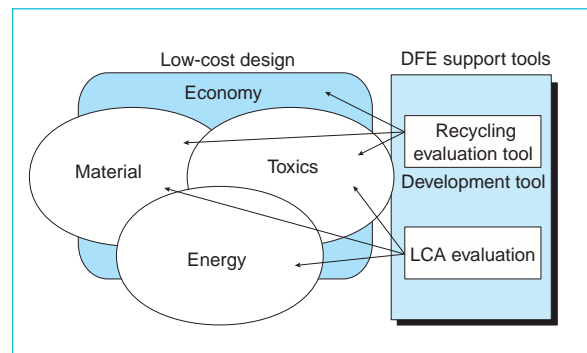 Low-cost design
DFE support tools
Economy
Recycling
evaluation tool
Material
Toxics
Development tool
Energy
LCA evaluation